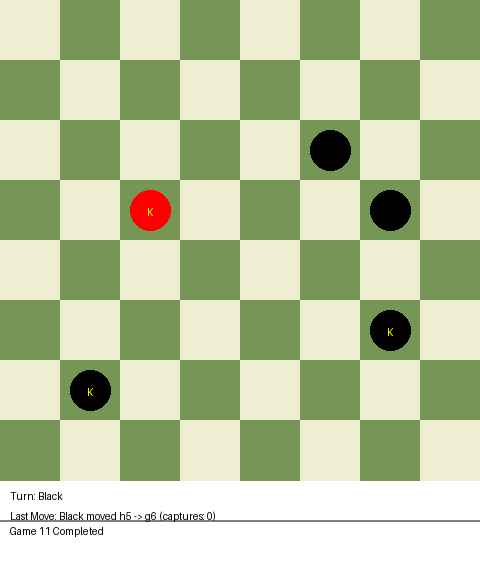 K
K
K
Turn: Black
Last Move: Black moved h5 -> g6 (captures: 0)
Game 11 Completed